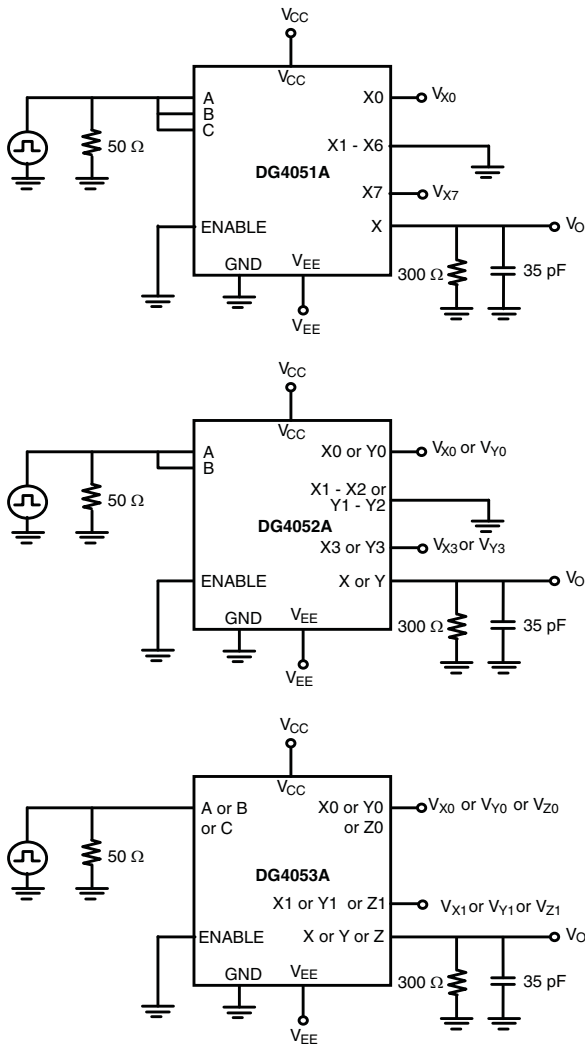 VCC
VCC
A
B
C
X0
VX0
50 Ω
X1 - X6
DG4051A
X7
VX7
ENABLE
X
VO
GND
VEE
300 Ω
35 pF
VEE
VCC
VCC
A
B
X0 or Y0
VX0 or VY0
50 Ω
X1 - X2 or
Y1 - Y2
DG4052A
X3 or Y3
VX3 or VY3
ENABLE
X or Y
VO
GND
VEE
300 Ω
35 pF
VEE
VCC
VCC
A or B
or C
X0 or Y0
or Z0
VX0 or VY0 or VZ0
50 Ω
DG4053A
X1 or Y1 or Z1
VX1 or VY1 or VZ1
ENABLE
X or Y or Z
VO
GND
VEE
300 Ω
35 pF
VEE